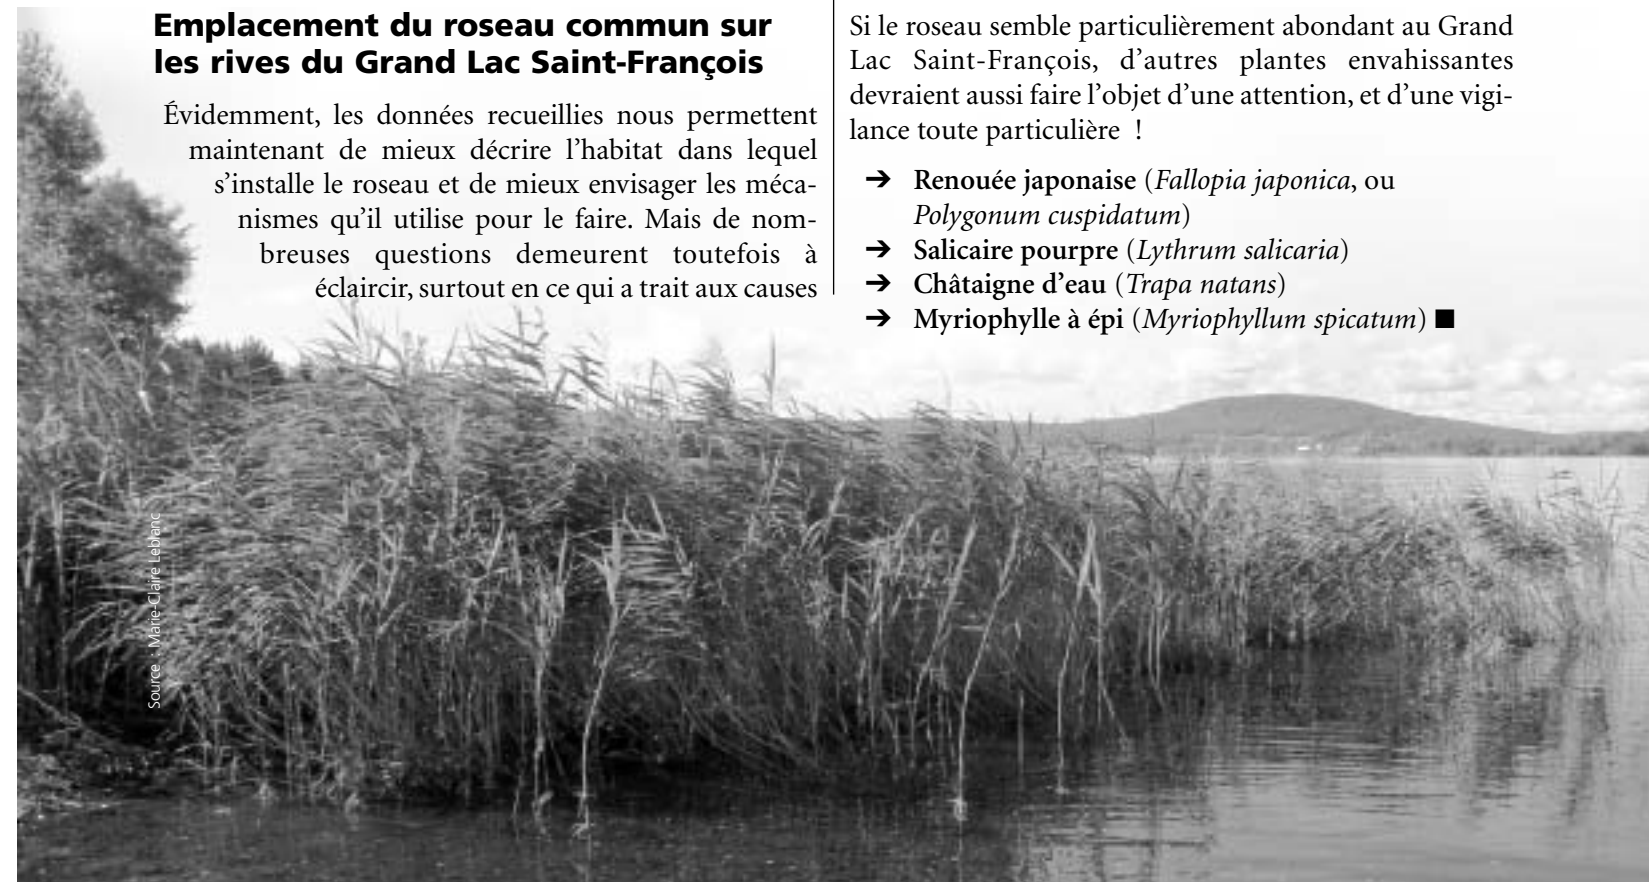 Emplacement du roseau commun sur
les rives du Grand Lac Saint-François
Évidemment, les données recueillies nous permettent
maintenant de mieux décrire l'habitat dans lequel
s'installe le roseau et de mieux envisager les méca-
nismes qu'il utilise pour le faire. Mais de nom-
breuses questions demeurent toutefois à
éclaircir, surtout en ce qui a trait aux causes
Si le roseau semble particulièrement abondant au Grand
Lac Saint-François, d'autres plantes envahissantes
devraient aussi faire l'objet d'une attention, et d'une vigi-
lance toute particulière !
➔ Renouée japonaise (Fallopia japonica, ou
Polygonum cuspidatum)
➔ Salicaire pourpre (Lythrum salicaria)
➔ Châtaigne d'eau (Trapa natans)
➔ Myriophylle à épi (Myriophyllum spicatum) ■
Source : Marie-Claire Leblanc